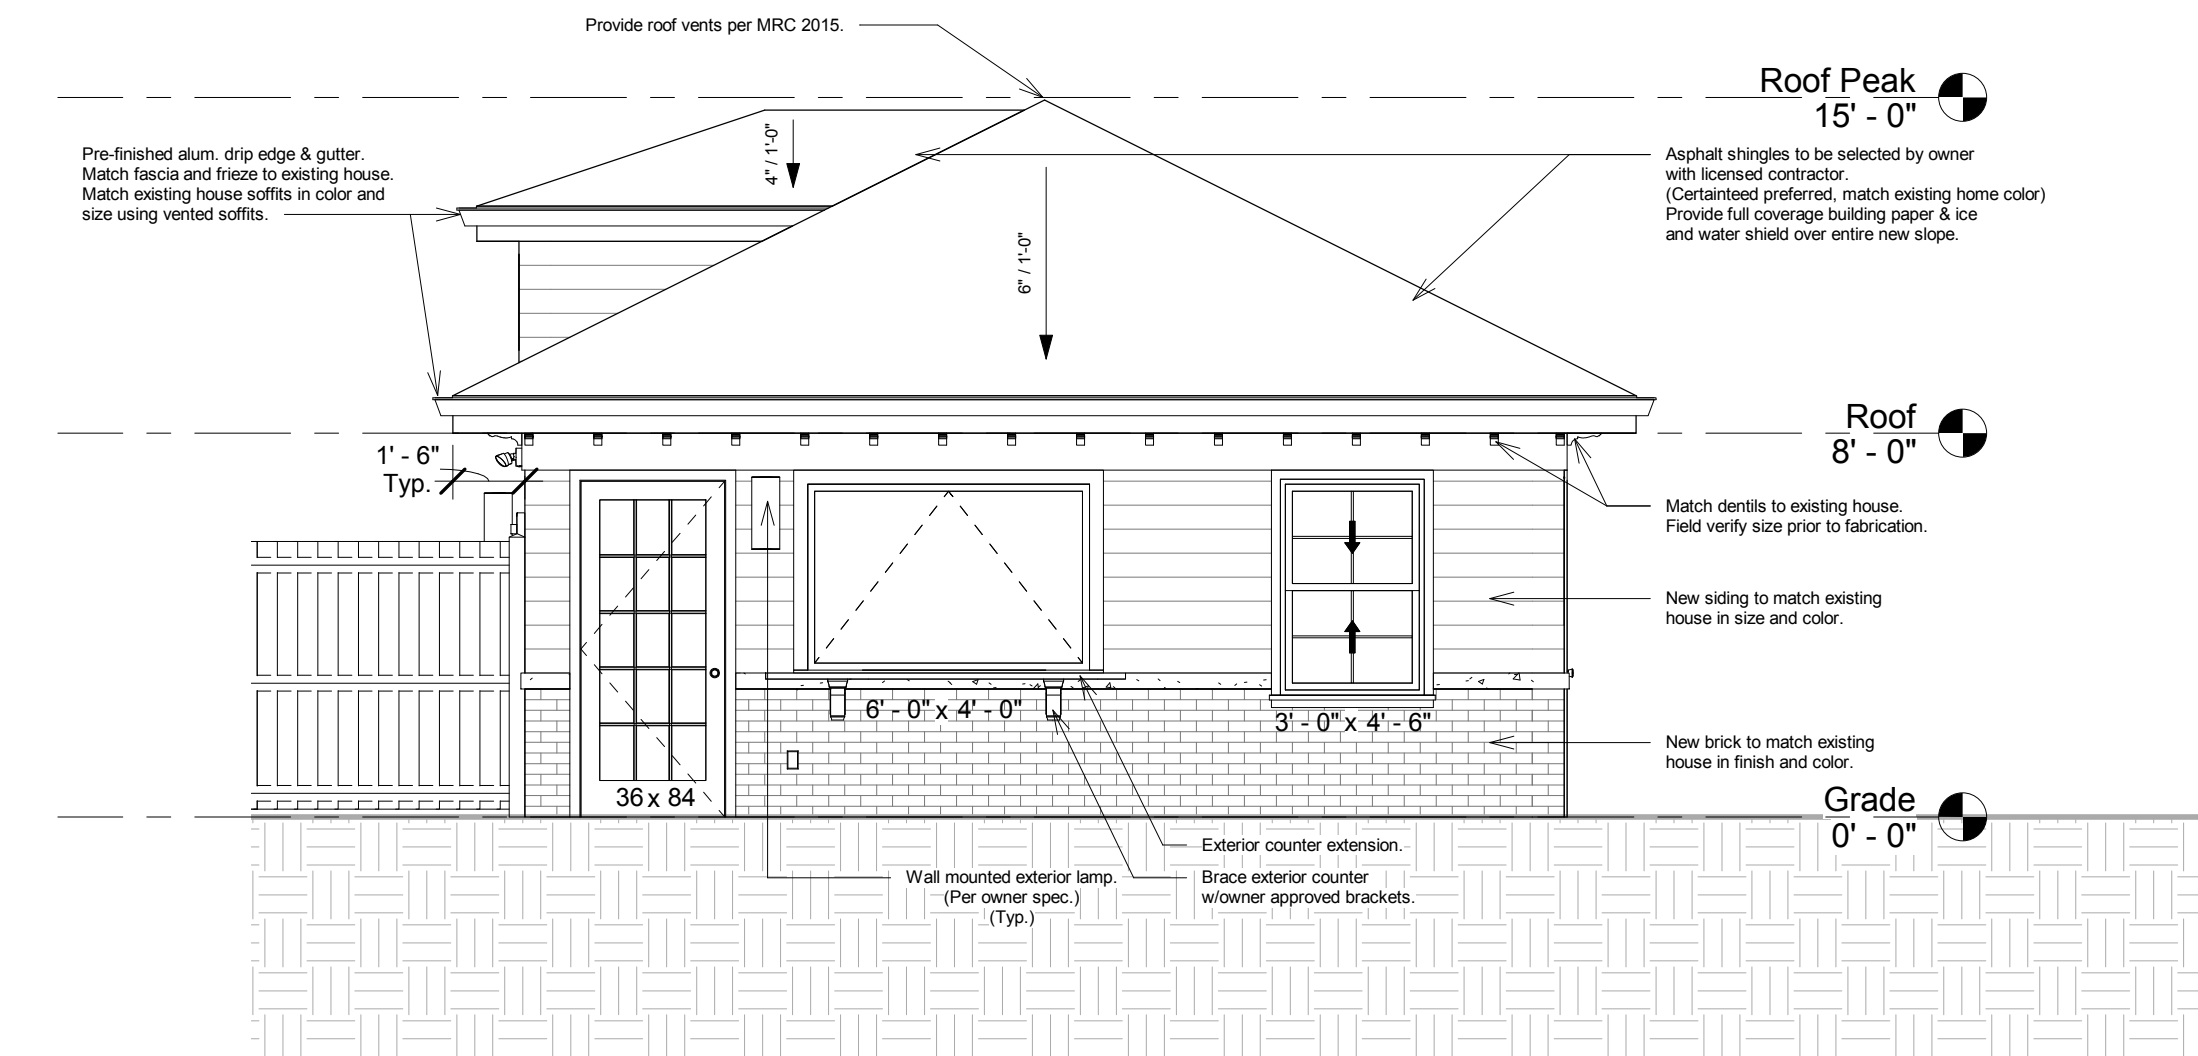 Provide roof vents per MRC 2015.
Roof Peak
15' - 0"
Pre-finished alum. drip edge & gutter.
Match fascia and frieze to existing house.
Match existing house soffits in color and
size using vented soffits.
4" / 1'-0"
Asphalt shingles to be selected by owner
with licensed contractor.
(Certainteed preferred, match existing home color)
Provide full coverage building paper & ice
and water shield over entire new slope.
6" / 1'-0"
Roof
8' - 0"
1' - 6"
Typ.
Match dentils to existing house.
Field verify size prior to fabrication.
New siding to match existing
house in size and color.
6' - 0" x 4' - 0"
3' - 0" x 4' - 6"
New brick to match existing
house in finish and color.
36 x 84
Grade
0' - 0"
Exterior counter extension.
Wall mounted exterior lamp.
(Per owner spec.)
(Typ.)
Brace exterior counter
w/owner approved brackets.